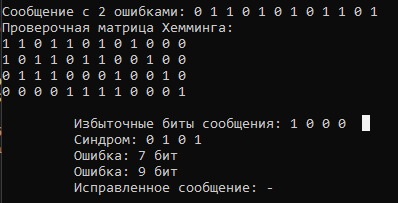 Сообщение с 2 ошибками: 0 1 1 0 1 0 1 0 1 1 0 1
Проверочная матрица Хемминга:
1 1 0 1 1 0 1 0 1 0 0 0
1 0 1 1 0 1 1 0 0 1 0 0
0 1 1 1 0 0 0 1 0 0 1 0
0 0 0 0 1 1 1 1 0 0 0 1
Избыточные биты сообщения: 1 0 0 0
Синдром: 0 1 0 1
Ошибка: 7 бит
Ошибка: 9 бит
Исправленное сообщение: -